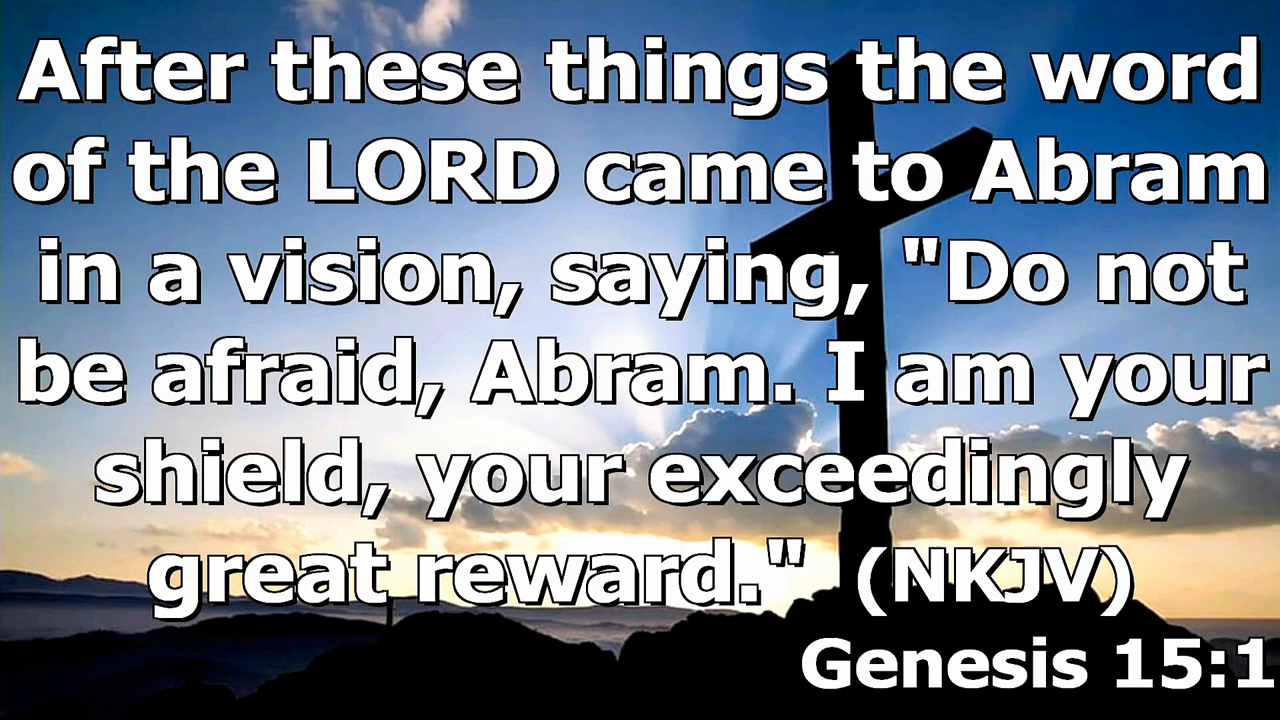 After these things the word
of the LORD came to Abram
in a vision, saying, "Do not
be afraid, Abram. I am your
shield, your exceedingly
great reward." (NKJV)
Genesis 15:1